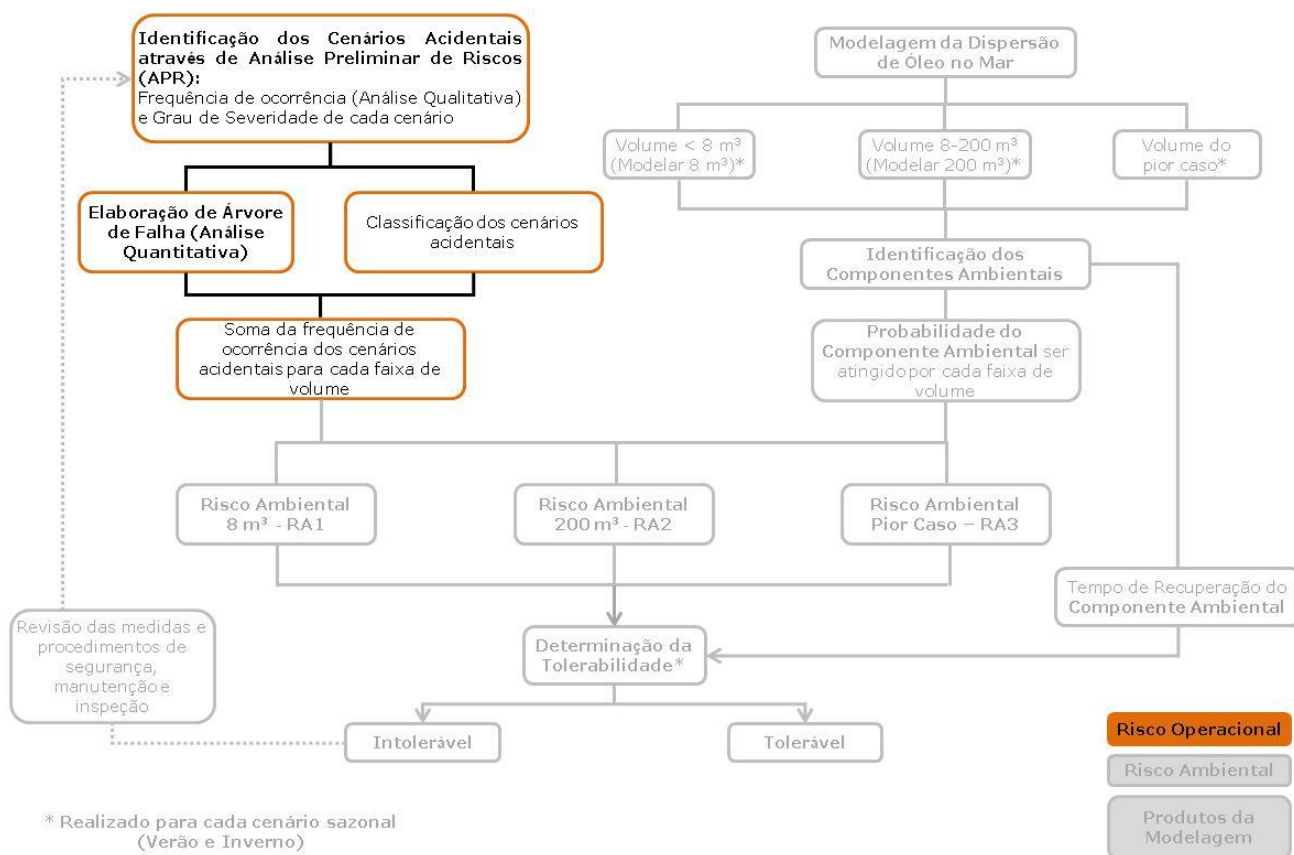 Identificação dos Cenários Acidentais
através de Análise Preliminar de Riscos
(APR):
Frequência de ocorrência (Análise Qualitativa)
e Grau de Severidade de cada cenário
Elaboração de Árvore
de Falha (Análise
Quantitativa)
Classificação dos cenários
acidentais
Soma da frequência de
ocorrência dos cenários
acidentais para cada faixa de
volume
Modelagem da Dispersão
de Óleo no Mar
Volume < 8 m³
(Modelar 8 m³)*
Volume 8-200 m³
(Modelar 200 m³)*
Volume do
pior caso*
Identificação dos
Componentes Ambientais
Probabilidade do
Componente Ambiental ser
atingido por cada faixa de
volume
Risco Ambiental
8 m³ - RA1
Risco Ambiental
200 m³- RA2
Risco Ambiental
Pior Caso – RA3
Tempo de Recuperação do
Componente Ambiental
Revisão das medidas e
procedimentos de
segurança,
manutenção e
inspeção
Determinação da
Tolerabilidade*
Intolerável
Tolerável
Risco Operacional
Risco Ambiental
Produtos da
Modelagem
* Realizado para cada cenário sazonal
(Verão e Inverno)